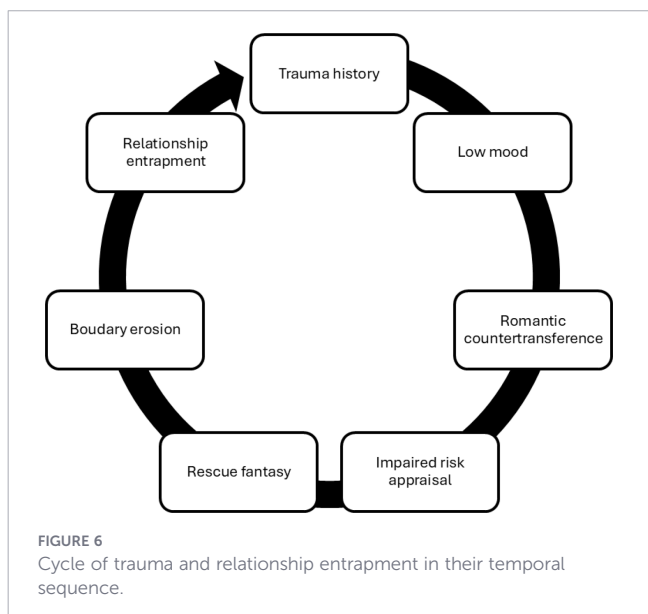 Trauma history
Low mood
Romantic
countertransference
Impaired risk
appraisal
Rescue fantasy
Boudary erosion
Relationship
entrapment
FIGURE 6
Cycle of trauma and relationship entrapment in their temporal
sequence.